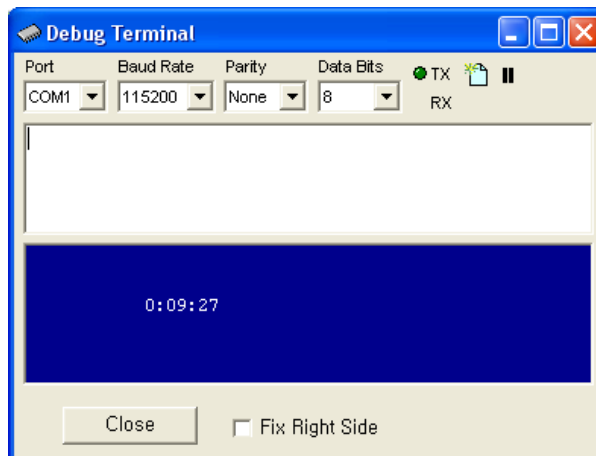 Debug Terminal
Port Baud Rate Parity Data Bits TX
COM1 115200 None 8 RX
0:09:27
Close Fix Right Side